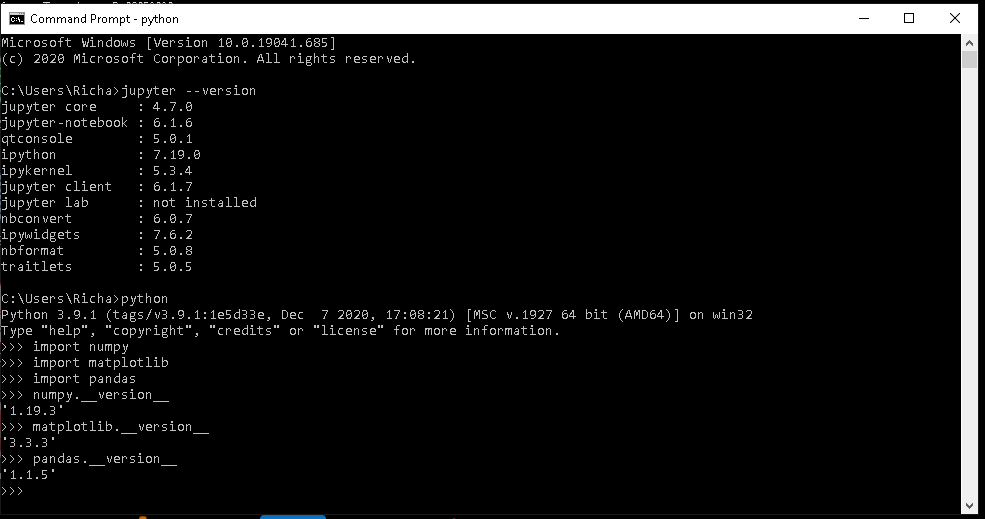 Command Prompt - python
Microsoft Windows [Version 10.0.19041.685]
(c) 2020 Microsoft Corporation. All rights reserved.
C:\Users\Richa>jupyter --version
jupyter core     : 4.7.0
jupyter-notebook : 6.1.6
qtconsole        : 5.0.1
ipython          : 7.19.0
ipykernel        : 5.3.4
jupyter client   : 6.1.7
jupyter lab      : not installed
nbconvert        : 6.0.7
ipywidgets       : 7.6.2
nbformat         : 5.0.8
traitlets        : 5.0.5
C:\Users\Richa>python
Python 3.9.1 (tags/v3.9.1:1e5d33e, Dec  7 2020, 17:08:21) [MSC v.1927 64 bit (AMD64)] on win32
Type "help", "copyright", "credits" or "license" for more information.
>>> import numpy
>>> import matplotlib
>>> import pandas
>>> numpy.__version__
'1.19.3'
>>> matplotlib.__version__
'3.3.3'
>>> pandas.__version__
'1.1.5'
>>>